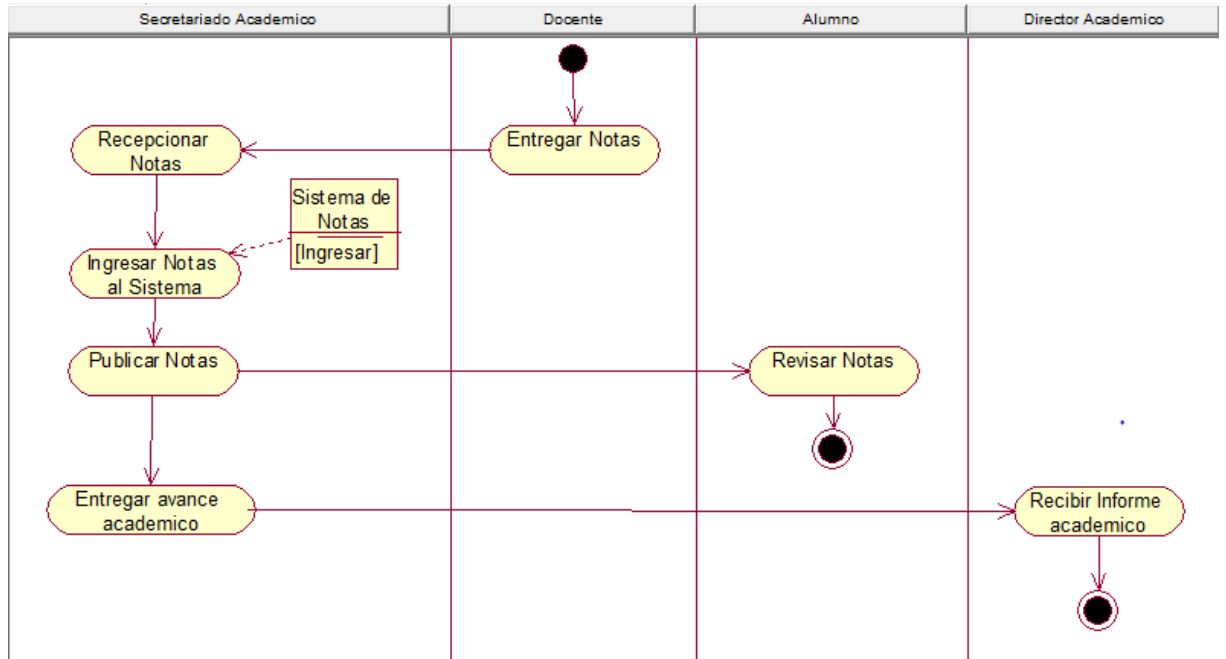 Secretariado Academico
Docente
Alumno
Director Academico
Recepcionar
Notas
Entregar Notas
Sistema de
Notas
[Ingresar]
Ingresar Notas
al Sistema
Publicar Notas
Revisar Notas
Entregar avance
academico
Recibir Informe
academico